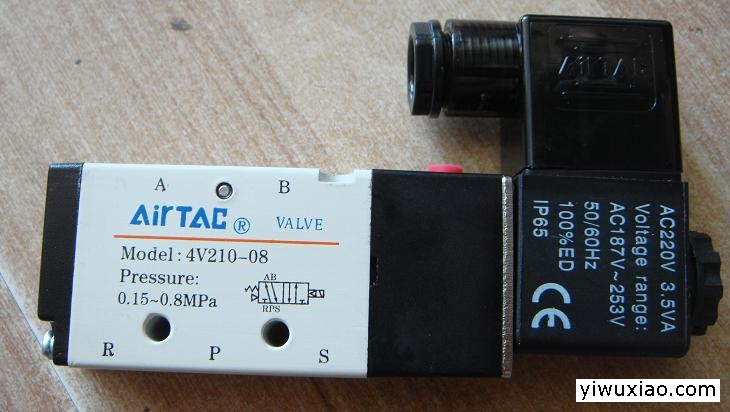 AirTAC
A B
AirTAC ® VALVE
Model : 4V210-08
Pressure:
0.15~0.8MPa
AB
RPS
R P S
AC220V 3.5VA
Voltage range:
AC187V~253V
50/60Hz
100%ED
IP65
CE
yiwuxiao.com